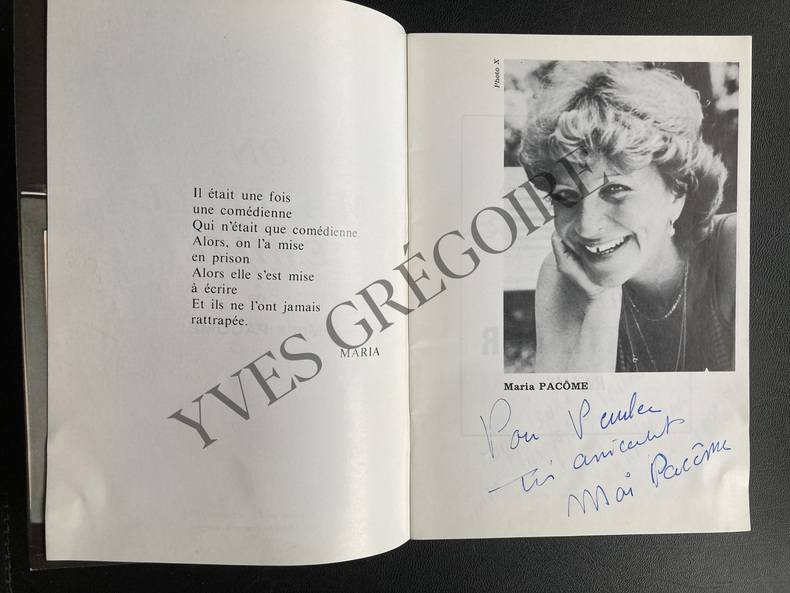 Il était une fois
une comédienne
Qui n'était que comédienne
Alors, on l'a mise
en prison
Alors elle s'est mise
à écrire
Et ils ne l'ont jamais
rattrapée.
MARIA
Photo X
Maria PACÔME
Pour
Très amicalement
Pacôme
YVES GRÉGOIRE